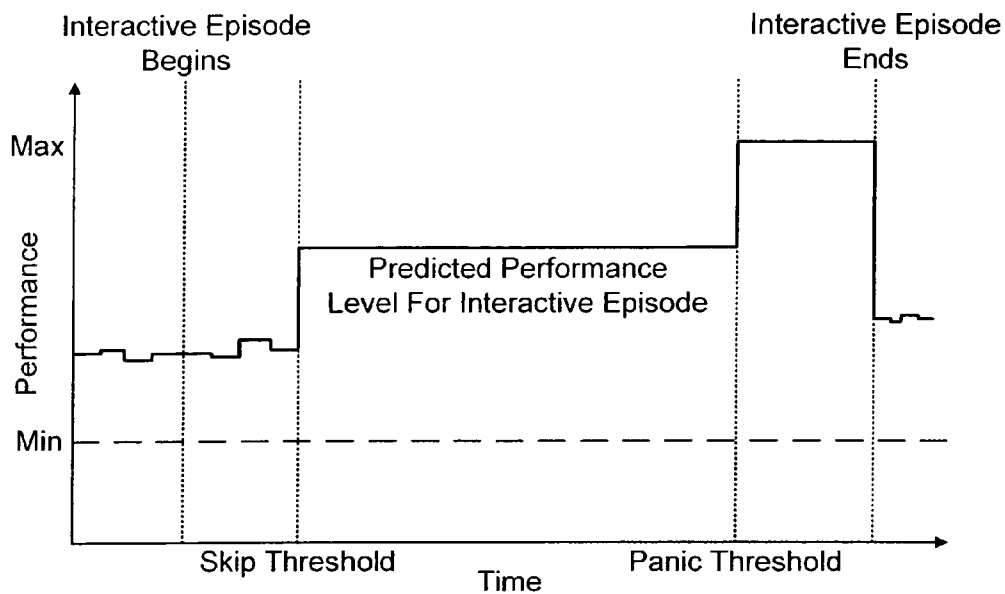 Interactive Episode
Begins
Interactive Episode
Ends
Max
Performance
Predicted Performance
Level For Interactive Episode
Min
Skip Threshold
Panic Threshold
Time